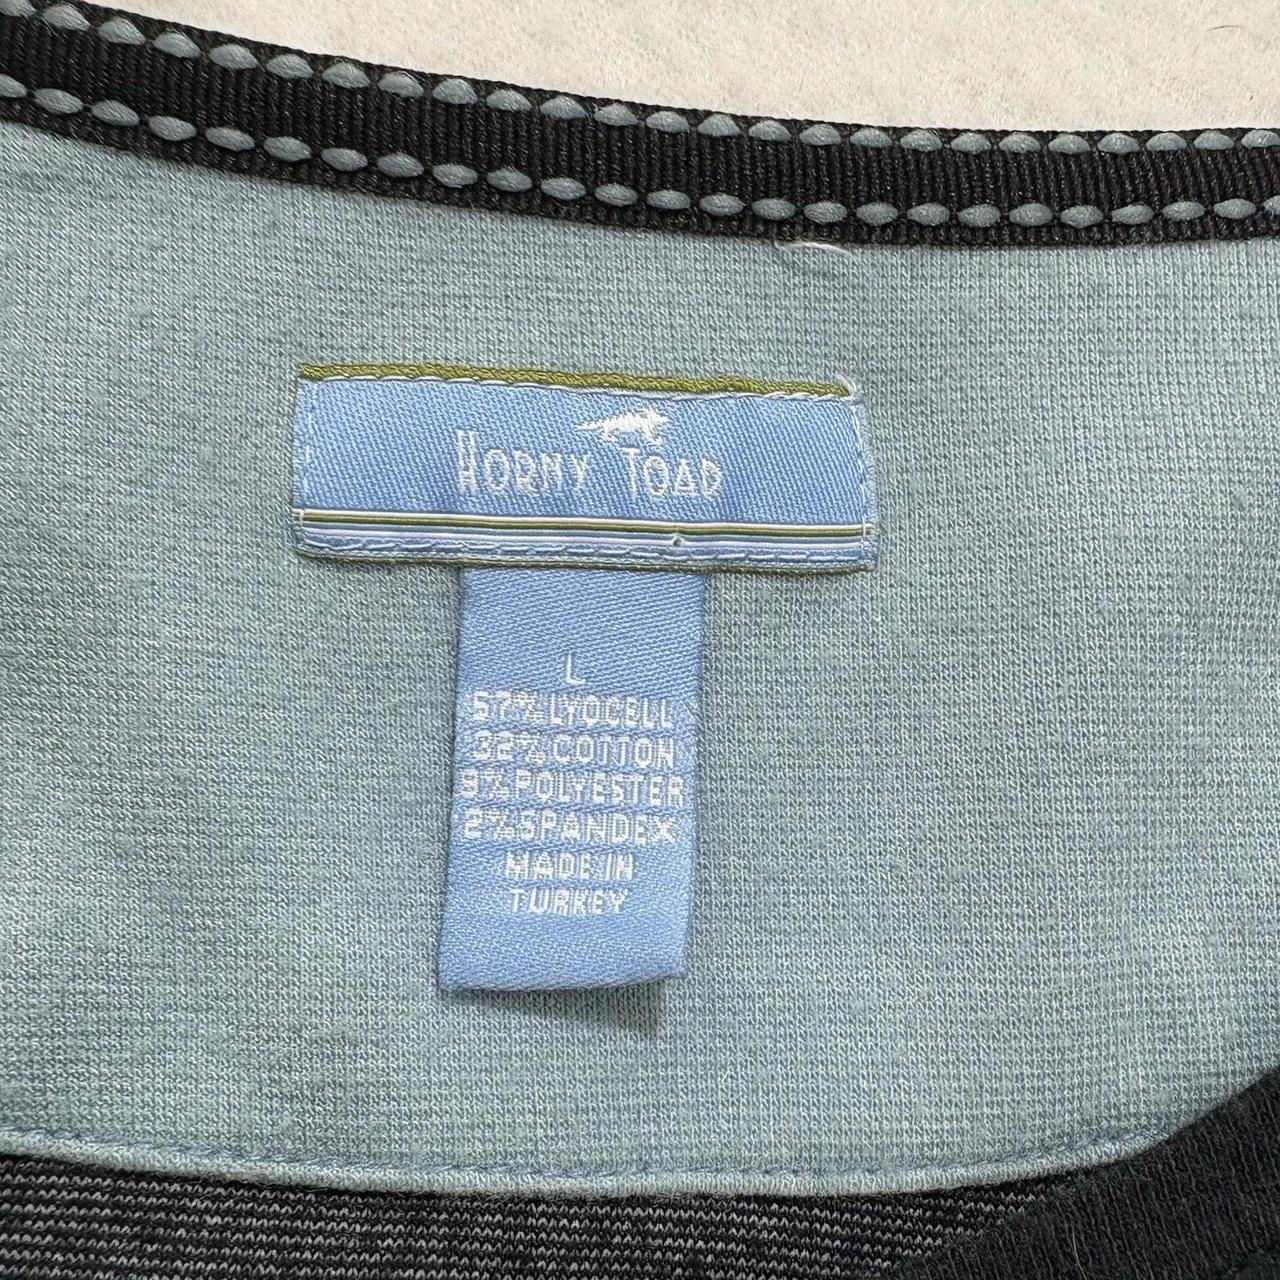 HORNY TOAD
L
57% LYOCELL
32% COTTON
9% POLYESTER
2% SPANDEX
MADE IN
TURKEY